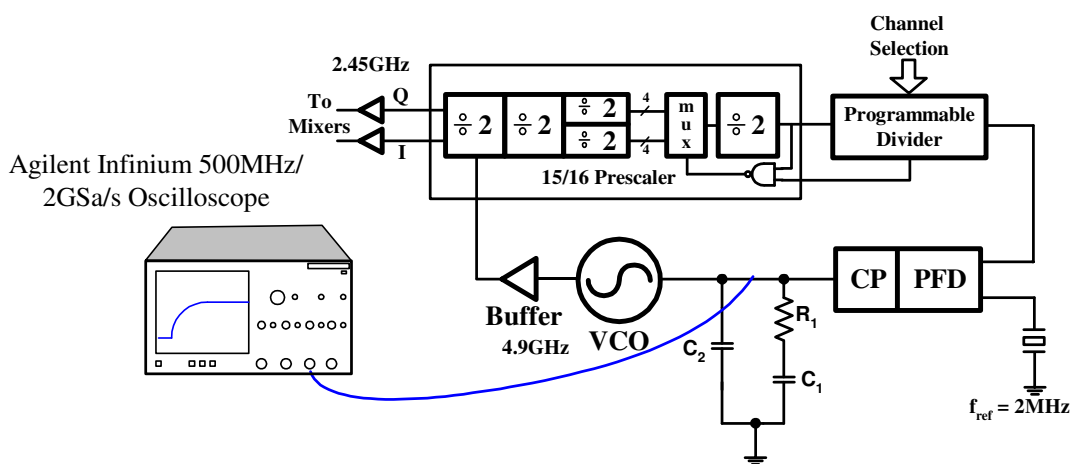 Channel
Selection
2.45GHz
To
Mixers
Q
I
÷ 2
÷ 2
÷ 2
÷ 2
4
4
mux
÷ 2
15/16 Prescaler
Programmable
Divider
Agilent Infinium 500MHz/
2GSa/s Oscilloscope
Buffer
4.9GHz
VCO
CP
PFD
R1
C2
C1
fref = 2MHz